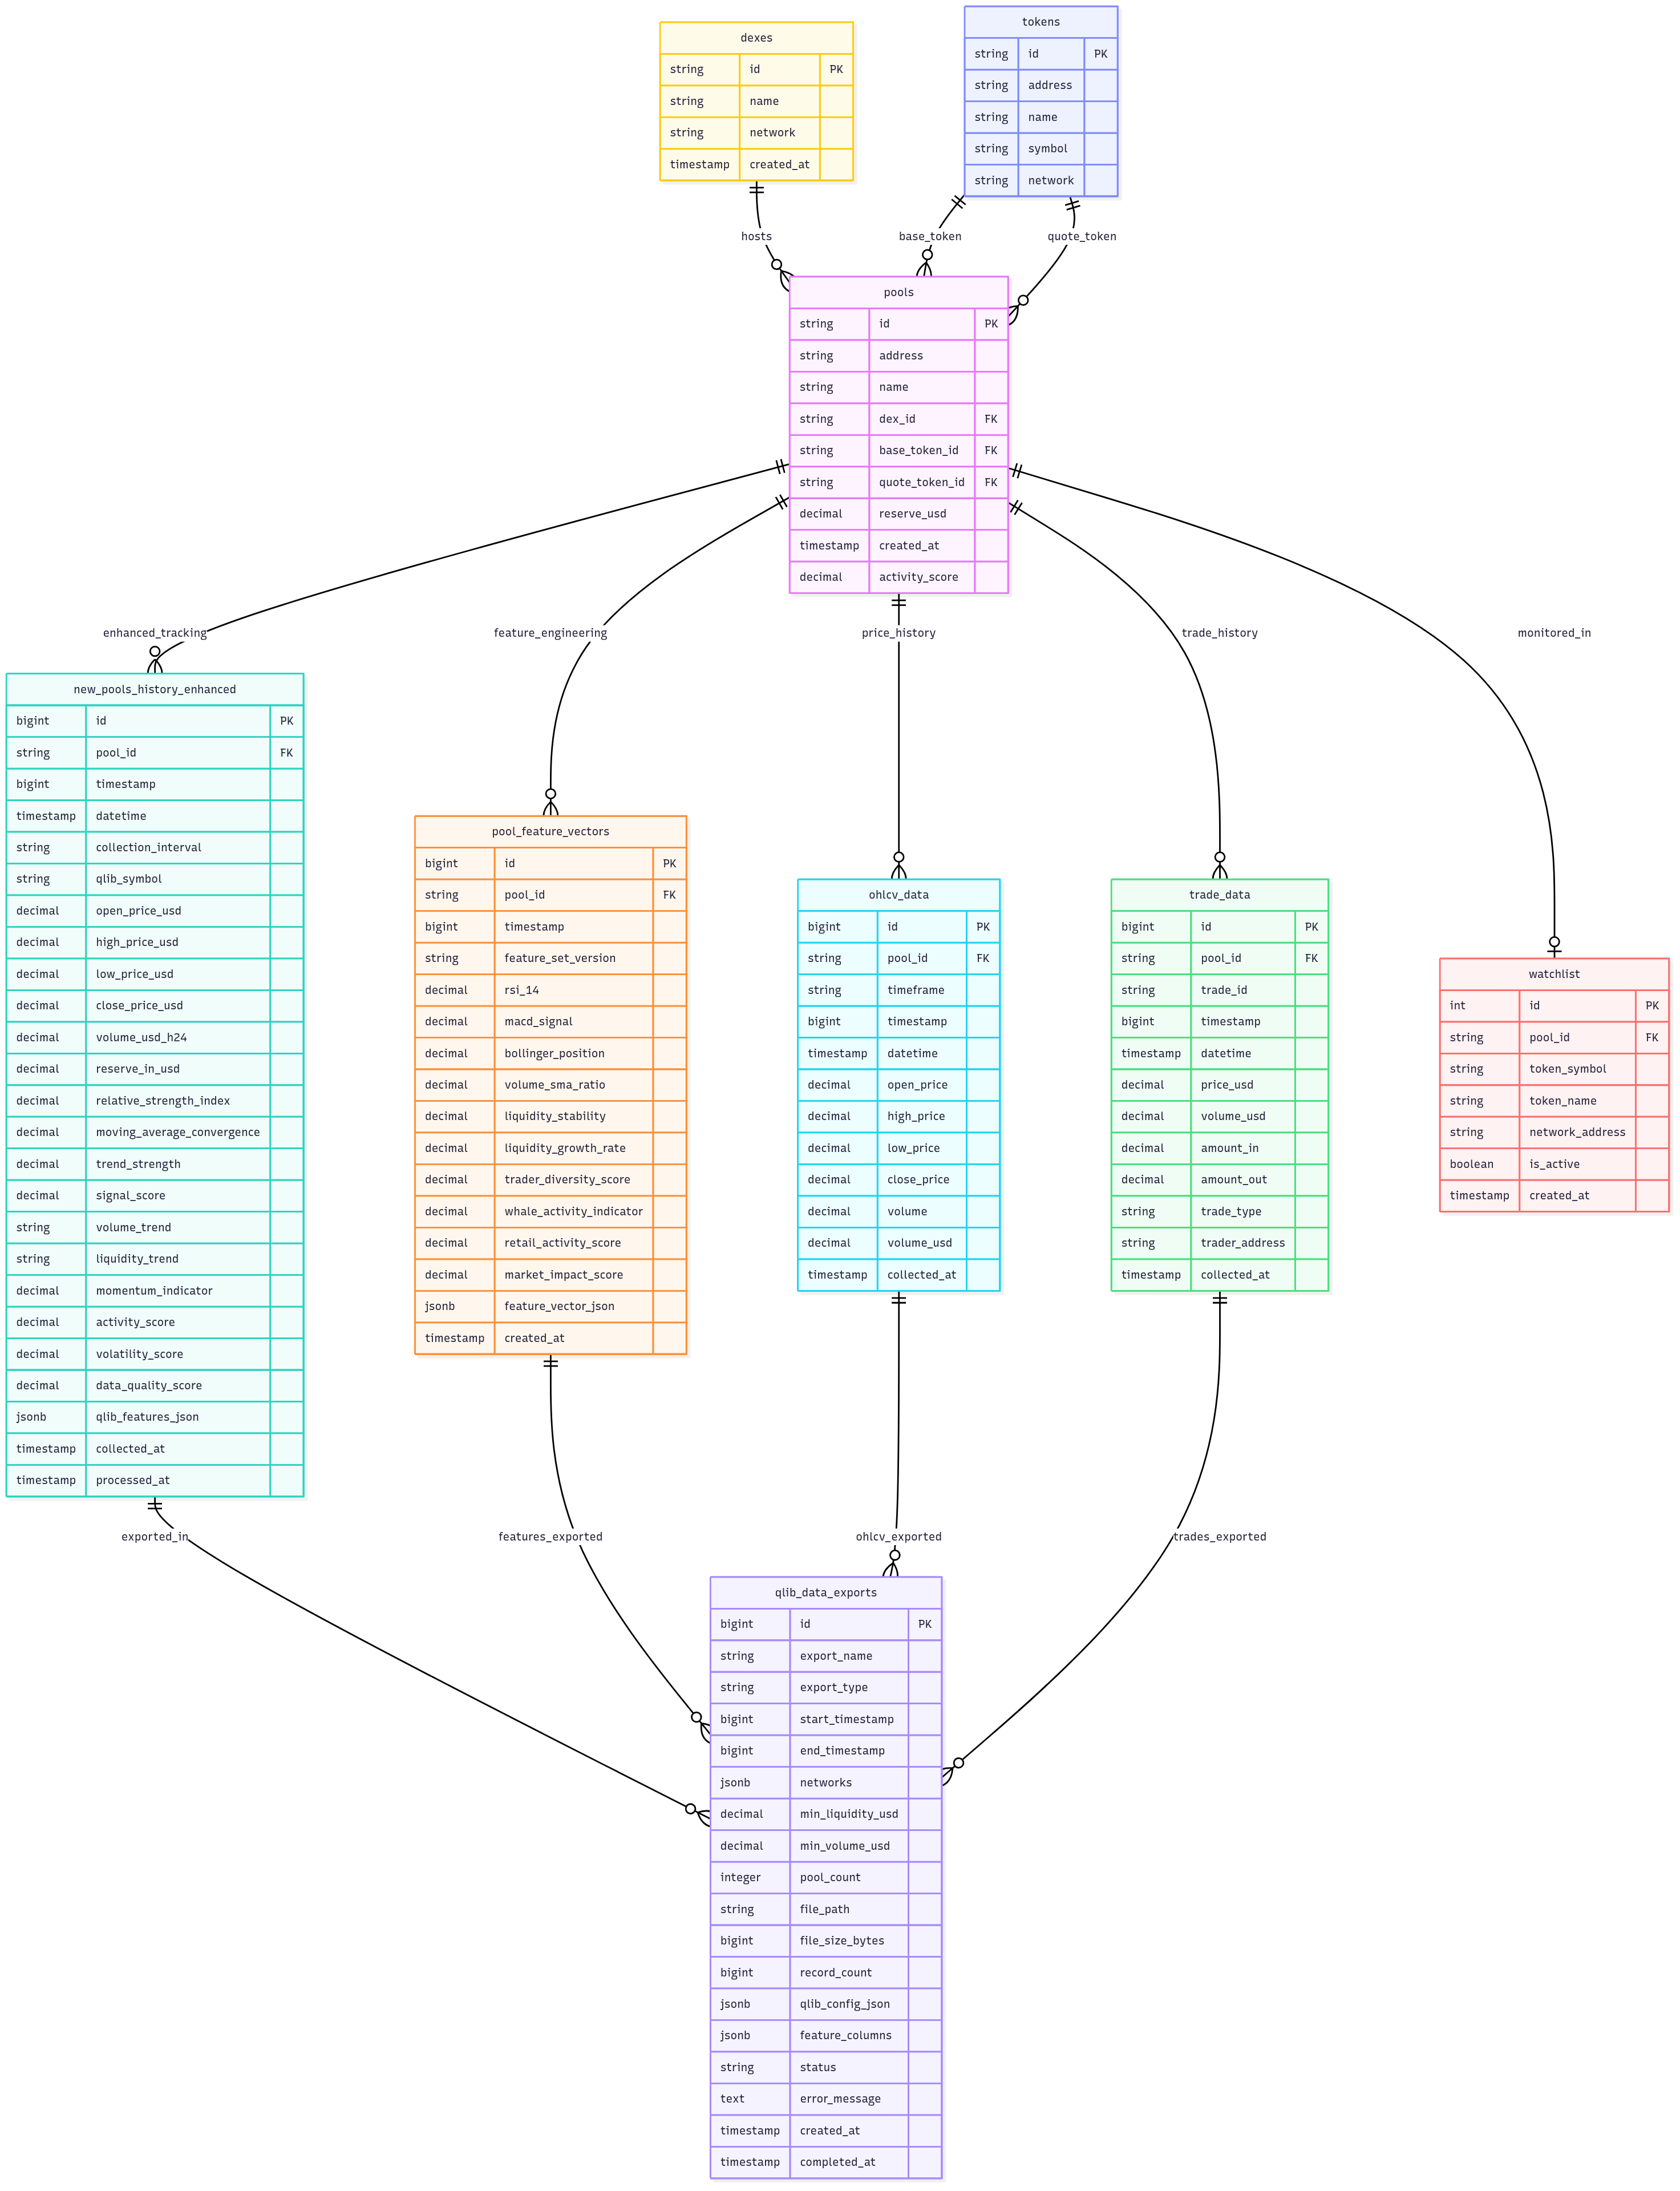 dexes
string id PK
string name
string network
timestamp created_at
tokens
string id PK
string address
string name
string symbol
string network
hosts
base_token
quote_token
pools
string id PK
string address
string name
string dex_id FK
string base_token_id FK
string quote_token_id FK
decimal reserve_usd
timestamp created_at
decimal activity_score
enhanced_tracking
feature_engineering
price_history
trade_history
monitored_in
new_pools_history_enhanced
bigint id PK
string pool_id FK
bigint timestamp
timestamp datetime
string collection_interval
string qlib_symbol
decimal open_price_usd
decimal high_price_usd
decimal low_price_usd
decimal close_price_usd
decimal volume_usd_h24
decimal reserve_in_usd
decimal relative_strength_index
decimal moving_average_convergence
decimal trend_strength
decimal signal_score
string volume_trend
string liquidity_trend
decimal momentum_indicator
decimal activity_score
decimal volatility_score
decimal data_quality_score
jsonb qlib_features_json
timestamp collected_at
timestamp processed_at
pool_feature_vectors
bigint id PK
string pool_id FK
bigint timestamp
string feature_set_version
decimal rsi_14
decimal macd_signal
decimal bollinger_position
decimal volume_sma_ratio
decimal liquidity_stability
decimal liquidity_growth_rate
decimal trader_diversity_score
decimal whale_activity_indicator
decimal retail_activity_score
decimal market_impact_score
jsonb feature_vector_json
timestamp created_at
ohlcv_data
bigint id PK
string pool_id FK
string timeframe
bigint timestamp
timestamp datetime
decimal open_price
decimal high_price
decimal low_price
decimal close_price
decimal volume
decimal volume_usd
timestamp collected_at
trade_data
bigint id PK
string pool_id FK
string trade_id
bigint timestamp
timestamp datetime
decimal price_usd
decimal volume_usd
decimal amount_in
decimal amount_out
string trade_type
string trader_address
timestamp collected_at
watchlist
int id PK
string pool_id FK
string token_symbol
string token_name
string network_address
boolean is_active
timestamp created_at
exported_in
features_exported
ohlcv_exported
trades_exported
qlib_data_exports
bigint id PK
string export_name
string export_type
bigint start_timestamp
bigint end_timestamp
jsonb networks
decimal min_liquidity_usd
decimal min_volume_usd
integer pool_count
string file_path
bigint file_size_bytes
bigint record_count
jsonb qlib_config_json
jsonb feature_columns
string status
text error_message
timestamp created_at
timestamp completed_at